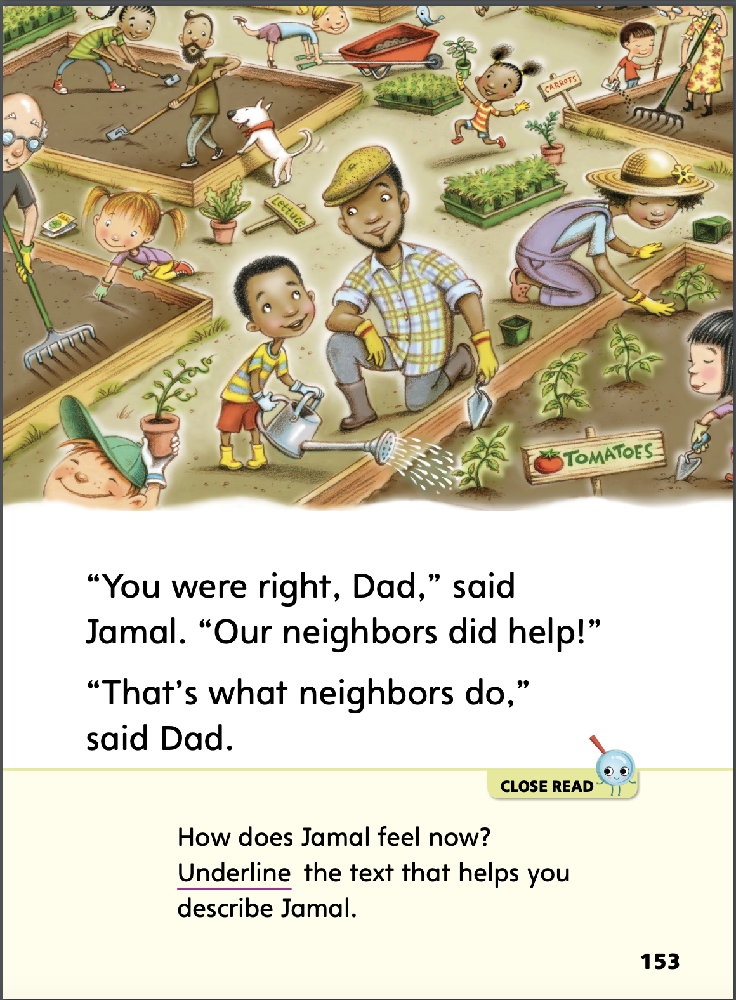 CARROTS
Lettuce
TOMATOES
“You were right, Dad,” said
Jamal. “Our neighbors did help!”
“That’s what neighbors do,”
said Dad.
CLOSE READ
How does Jamal feel now?
Underline the text that helps you
describe Jamal.
153